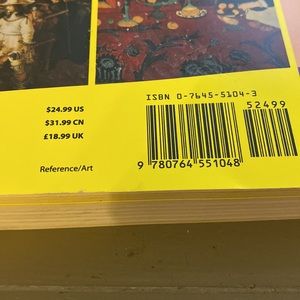 ISBN 0-7645-5104-3
$24.99 US
$31.99 CN
£18.99 UK
52499
9 780764 551048
Reference/Art